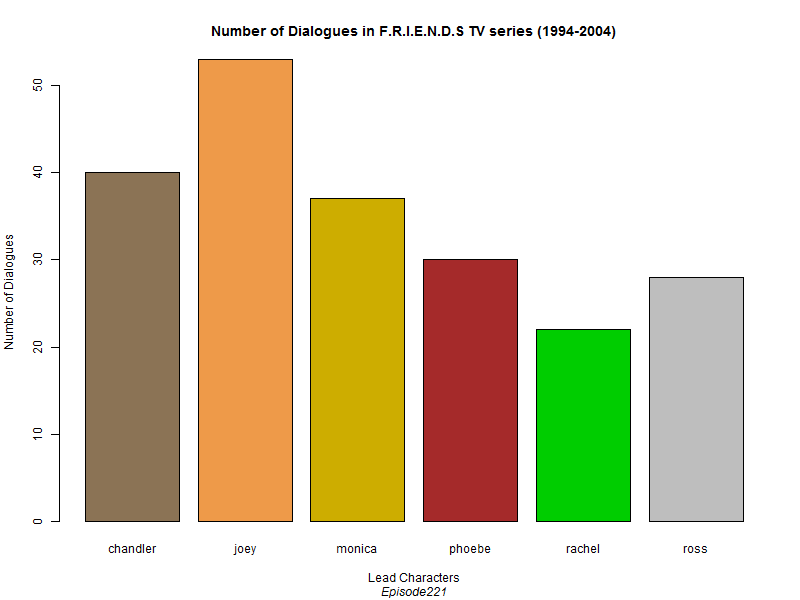 Number of Dialogues in F.R.I.E.N.D.S TV series (1994-2004)
Number of Dialogues
50
40
30
20
10
0
chandler joey monica phoebe rachel ross
Lead Characters
Episode221